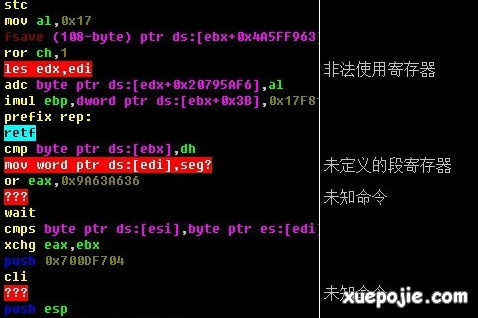 stc
mov al,0x17
fsave (108-byte) ptr ds:[ebx+0x4A5FF963]
ror ch,1
les edx,edi 非法使用寄存器
adc byte ptr ds:[edx+0x20795AF6],al
imul ebp,dword ptr ds:[ebx+0x3B],0x17F8
prefix rep:
retf
cmp byte ptr ds:[ebx],dh
mov word ptr ds:[edi],seg? 未定义的段寄存器
or eax,0x9A63A636
??? 未知命令
wait
cmps byte ptr ds:[esi],byte ptr es:[edi]
xchg eax,ebx
push 0x700DF704
cli
??? 未知命令
xuepojie.com
push esp